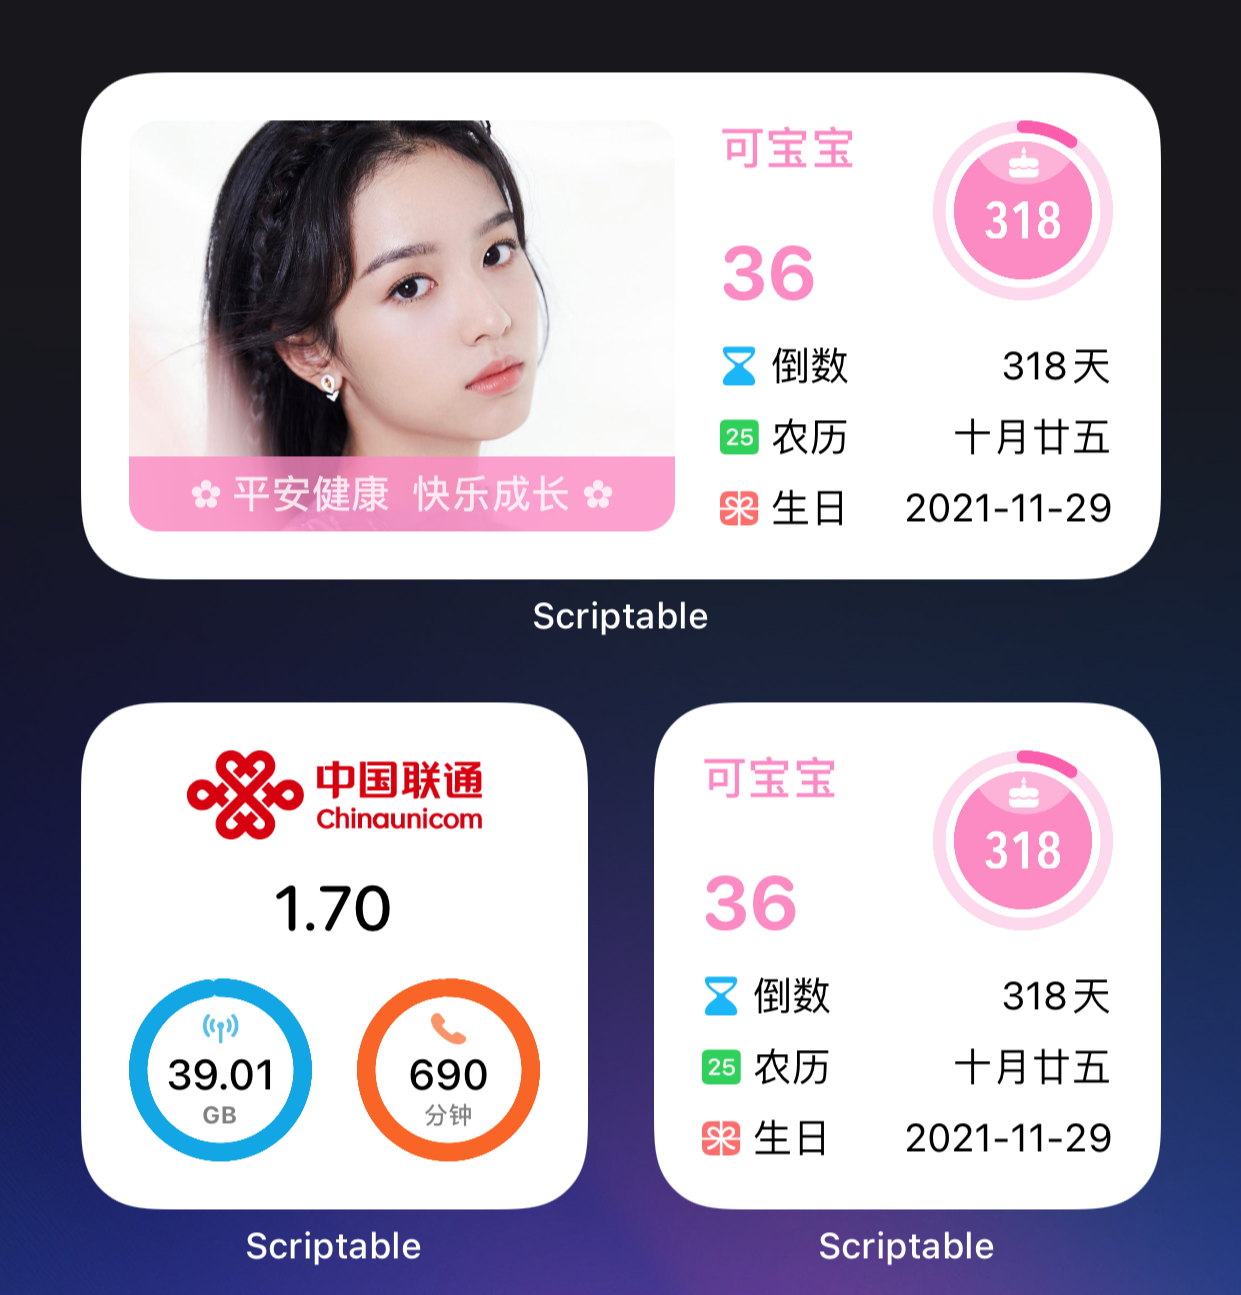 可宝宝
318
36
倒数 318天
25 农历 十月廿五
生日 2021-11-29
平安健康 快乐成长
Scriptable
中国联通
Chinaunicom
1.70
39.01
GB
690
分钟
Scriptable
可宝宝
318
36
倒数 318天
25 农历 十月廿五
生日 2021-11-29
Scriptable